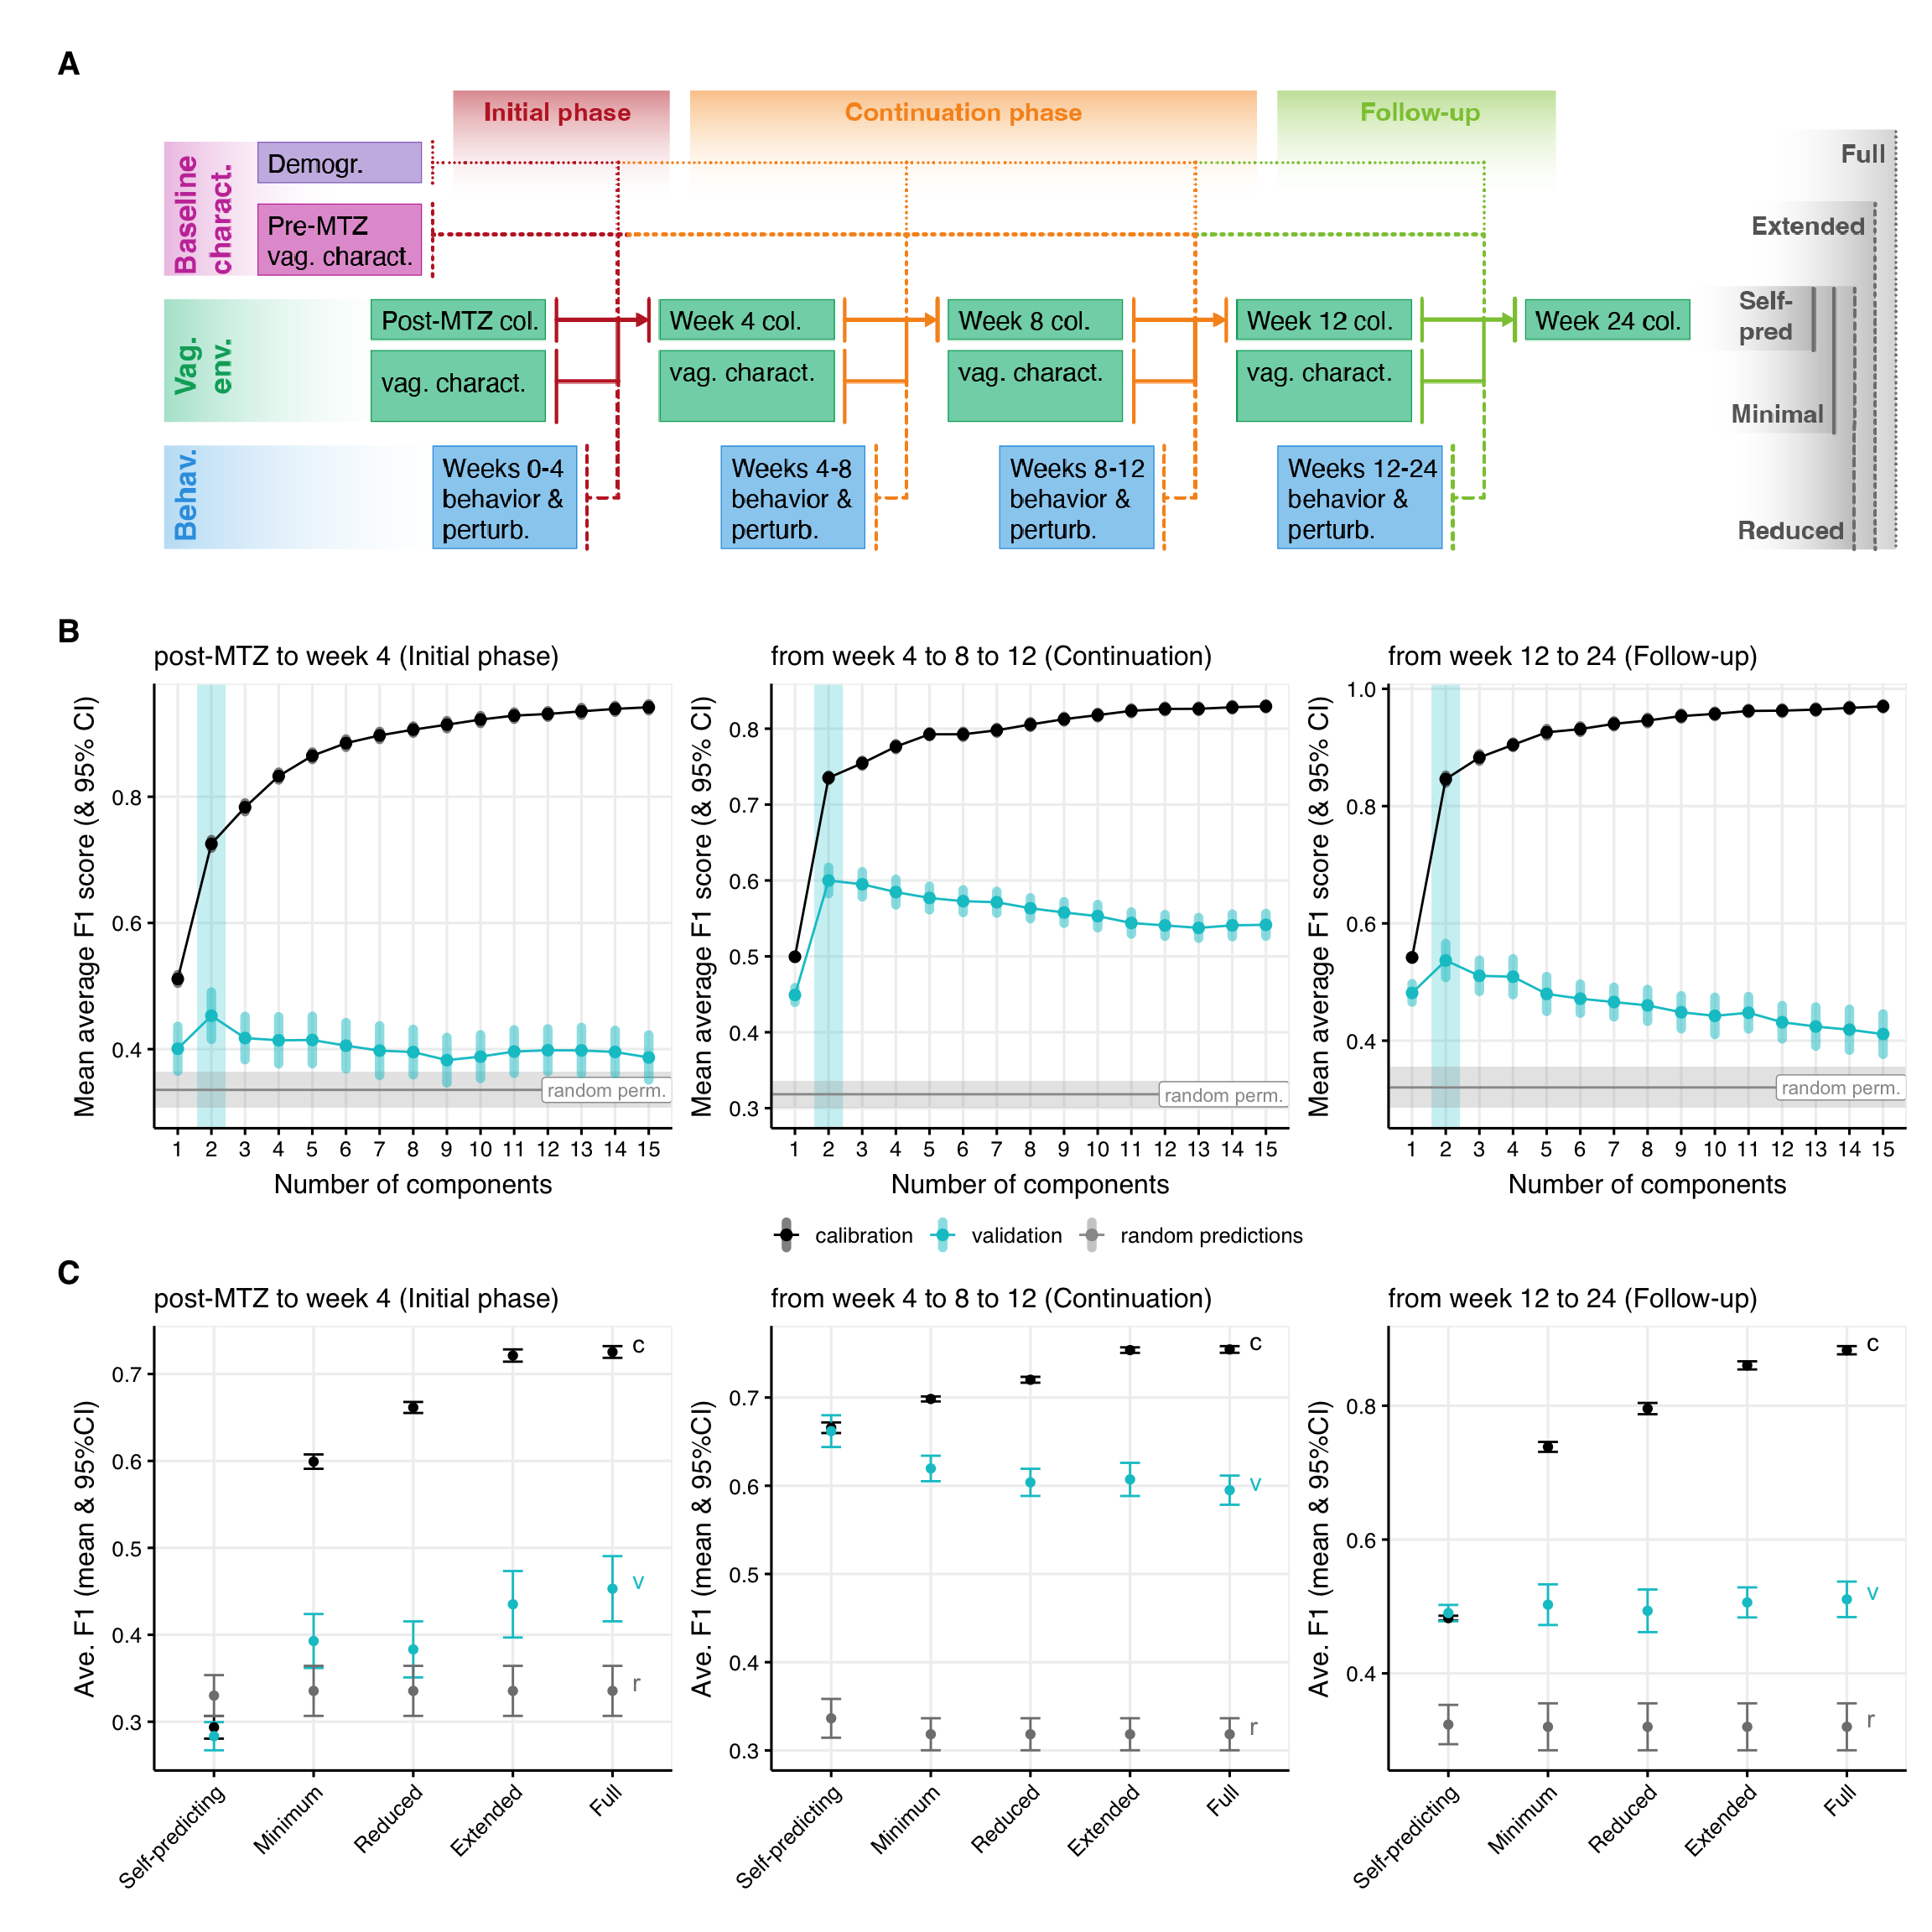 A
Initial phase
Continuation phase
Follow-up
Baseline
charact.
Demogr.
Pre-MTZ
vag. charact.
Full
Extended
Vag.
env.
Post-MTZ col.
Week 4 col.
Week 8 col.
Week 12 col.
Week 24 col.
Self-
pred
vag. charact.
vag. charact.
vag. charact.
vag. charact.
Minimal
Behav.
Weeks 0-4
behavior &
perturb.
Weeks 4-8
behavior &
perturb.
Weeks 8-12
behavior &
perturb.
Weeks 12-24
behavior &
perturb.
Reduced
B
post-MTZ to week 4 (Initial phase)
Mean average F1 score (& 95% CI)
0.8
0.6
0.4
random perm.
1 2 3 4 5 6 7 8 9 10 11 12 13 14 15
Number of components
from week 4 to 8 to 12 (Continuation)
Mean average F1 score (& 95% CI)
0.8
0.7
0.6
0.5
0.4
0.3
random perm.
1 2 3 4 5 6 7 8 9 10 11 12 13 14 15
Number of components
from week 12 to 24 (Follow-up)
Mean average F1 score (& 95% CI)
1.0
0.8
0.6
0.4
random perm.
1 2 3 4 5 6 7 8 9 10 11 12 13 14 15
Number of components
calibration validation random predictions
C
post-MTZ to week 4 (Initial phase)
Ave. F1 (mean & 95%CI)
0.7
0.6
0.5
0.4
0.3
c
v
r
Self-predicting
Minimum
Reduced
Extended
Full
from week 4 to 8 to 12 (Continuation)
Ave. F1 (mean & 95%CI)
0.7
0.6
0.5
0.4
0.3
c
v
r
Self-predicting
Minimum
Reduced
Extended
Full
from week 12 to 24 (Follow-up)
Ave. F1 (mean & 95%CI)
0.8
0.6
0.4
c
v
r
Self-predicting
Minimum
Reduced
Extended
Full